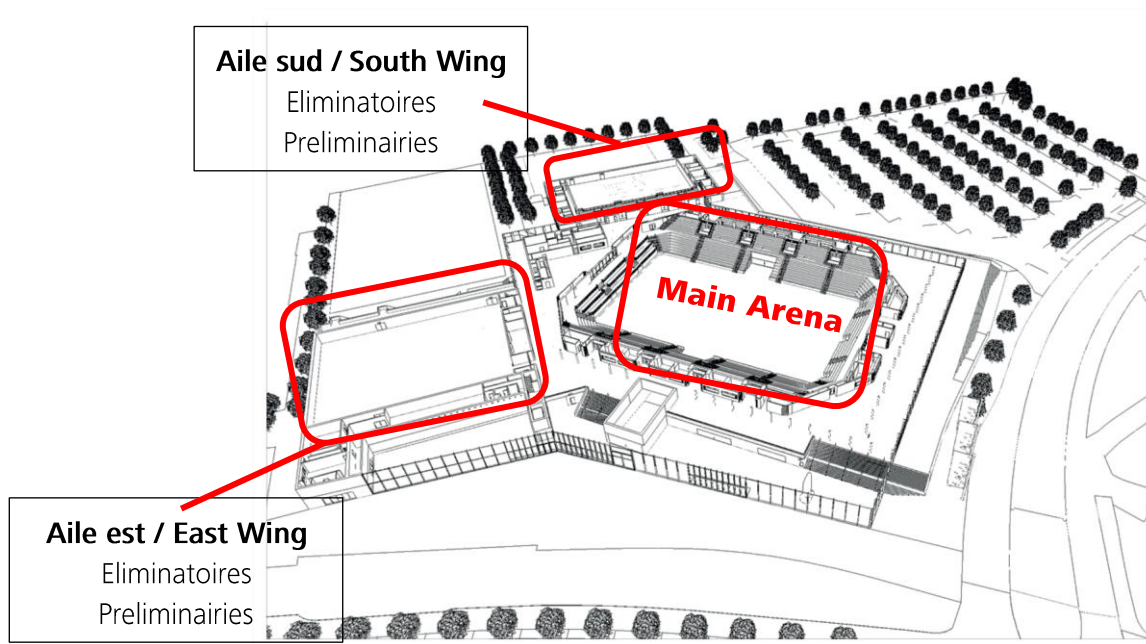 Aile sud / South Wing
Eliminatoires
Preliminairies
Main Arena
Aile est / East Wing
Eliminatoires
Preliminairies